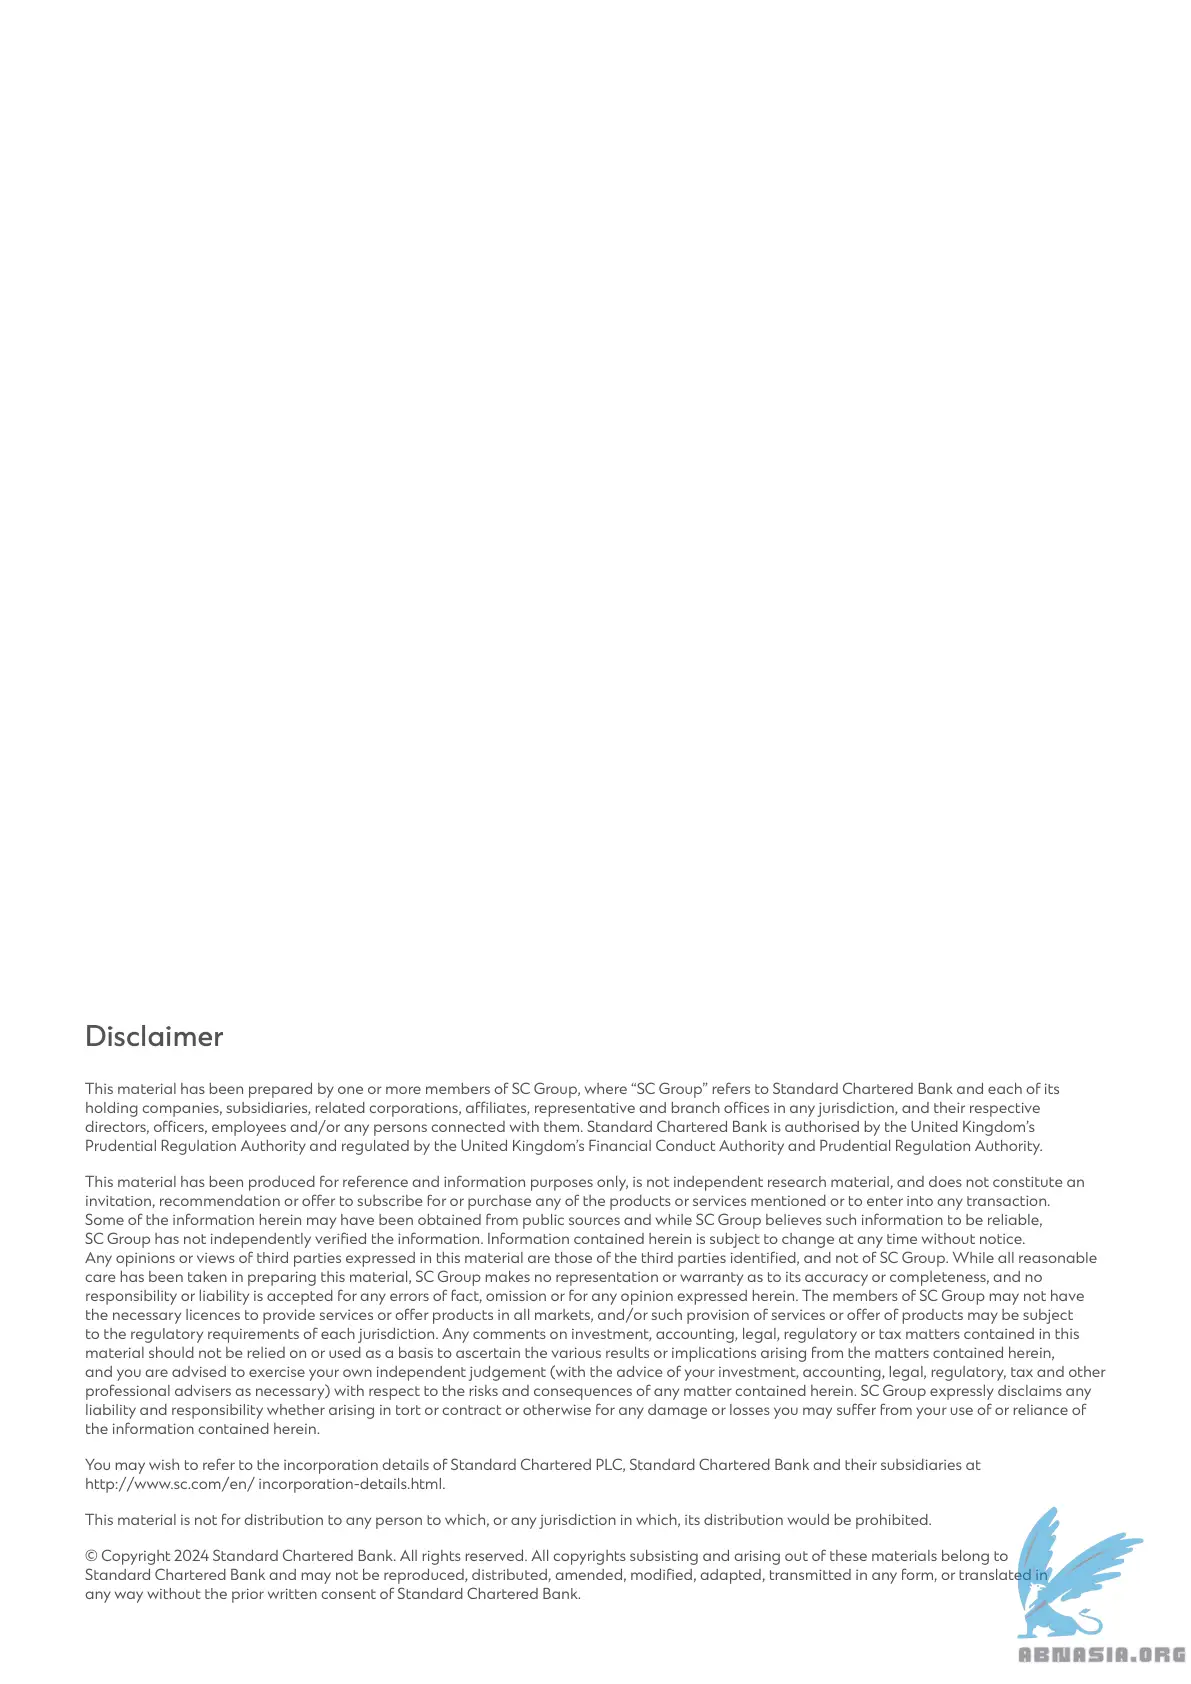 Disclaimer
This material has been prepared by one or more members of SC Group, where “SC Group” refers to Standard Chartered Bank and each of its
holding companies, subsidiaries, related corporations, affiliates, representative and branch offices in any jurisdiction, and their respective
directors, officers, employees and/or any persons connected with them. Standard Chartered Bank is authorised by the United Kingdom’s
Prudential Regulation Authority and regulated by the United Kingdom’s Financial Conduct Authority and Prudential Regulation Authority.
This material has been produced for reference and information purposes only, is not independent research material, and does not constitute an
invitation, recommendation or offer to subscribe for or purchase any of the products or services mentioned or to enter into any transaction.
Some of the information herein may have been obtained from public sources and while SC Group believes such information to be reliable,
SC Group has not independently verified the information. Information contained herein is subject to change at any time without notice.
Any opinions or views of third parties expressed in this material are those of the third parties identified, and not of SC Group. While all reasonable
care has been taken in preparing this material, SC Group makes no representation or warranty as to its accuracy or completeness, and no
responsibility or liability is accepted for any errors of fact, omission or for any opinion expressed herein. The members of SC Group may not have
the necessary licences to provide services or offer products in all markets, and/or such provision of services or offer of products may be subject
to the regulatory requirements of each jurisdiction. Any comments on investment, accounting, legal, regulatory or tax matters contained in this
material should not be relied on or used as a basis to ascertain the various results or implications arising from the matters contained herein,
and you are advised to exercise your own independent judgement (with the advice of your investment, accounting, legal, regulatory, tax and other
professional advisers as necessary) with respect to the risks and consequences of any matter contained herein. SC Group expressly disclaims any
liability and responsibility whether arising in tort or contract or otherwise for any damage or losses you may suffer from your use of or reliance of
the information contained herein.
You may wish to refer to the incorporation details of Standard Chartered PLC, Standard Chartered Bank and their subsidiaries at
http://www.sc.com/en/ incorporation-details.html.
This material is not for distribution to any person to which, or any jurisdiction in which, its distribution would be prohibited.
© Copyright 2024 Standard Chartered Bank. All rights reserved. All copyrights subsisting and arising out of these materials belong to
Standard Chartered Bank and may not be reproduced, distributed, amended, modified, adapted, transmitted in any form, or translated in
any way without the prior written consent of Standard Chartered Bank.
ABNASIA.ORG